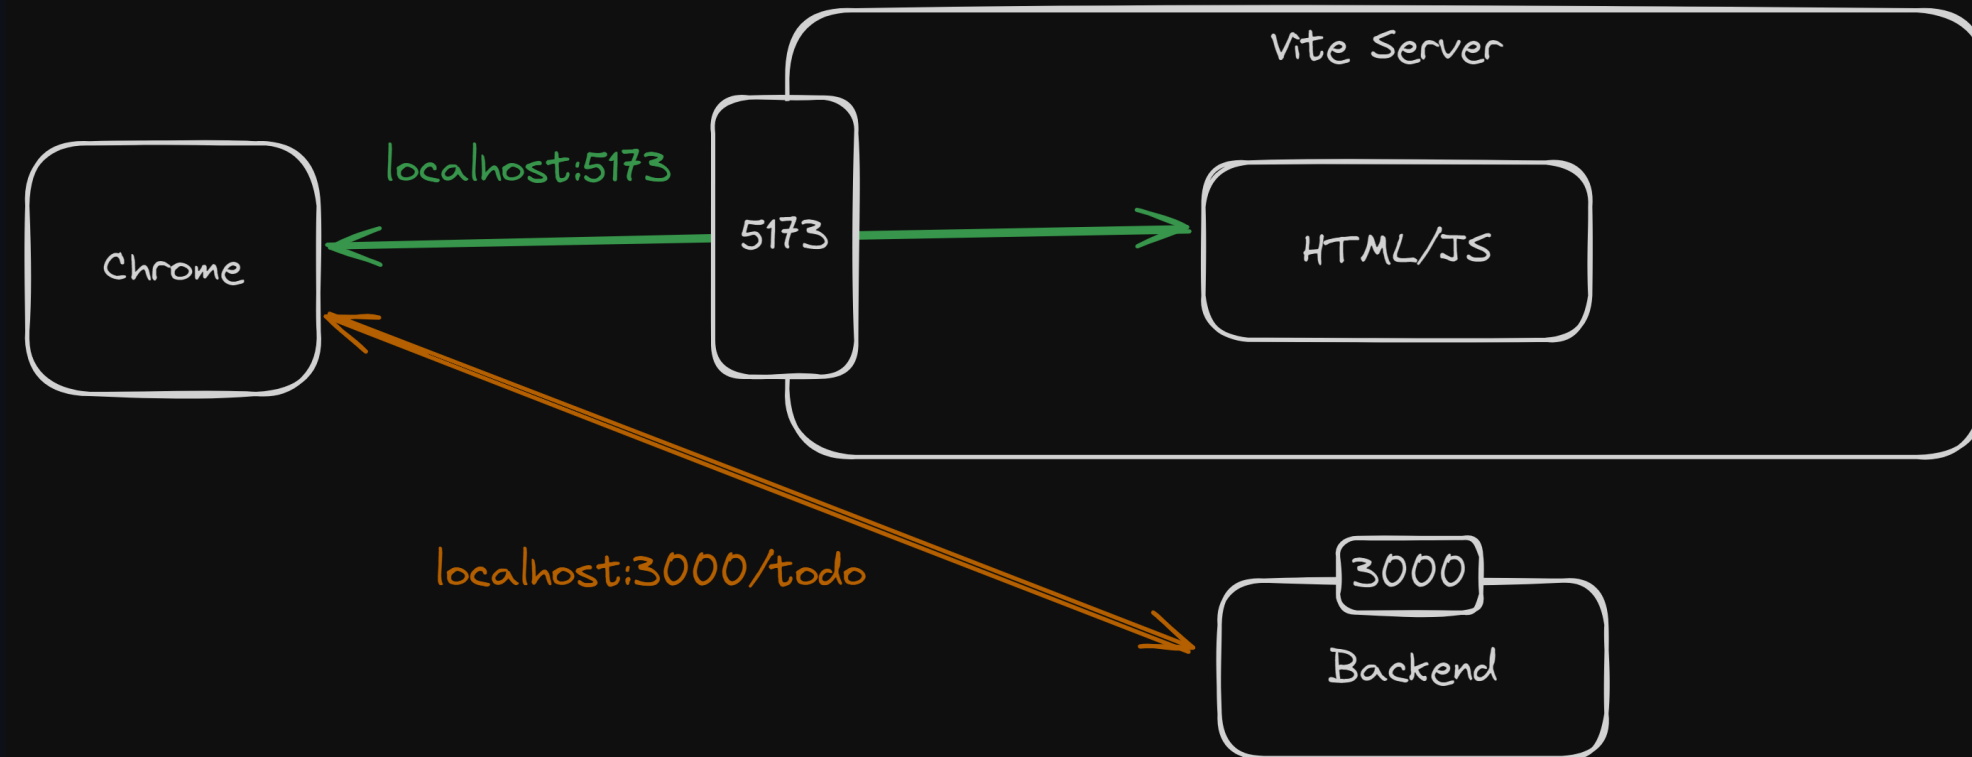 Vite Server
localhost:5173
5173
HTML/JS
Chrome
localhost:3000/todo
3000
Backend